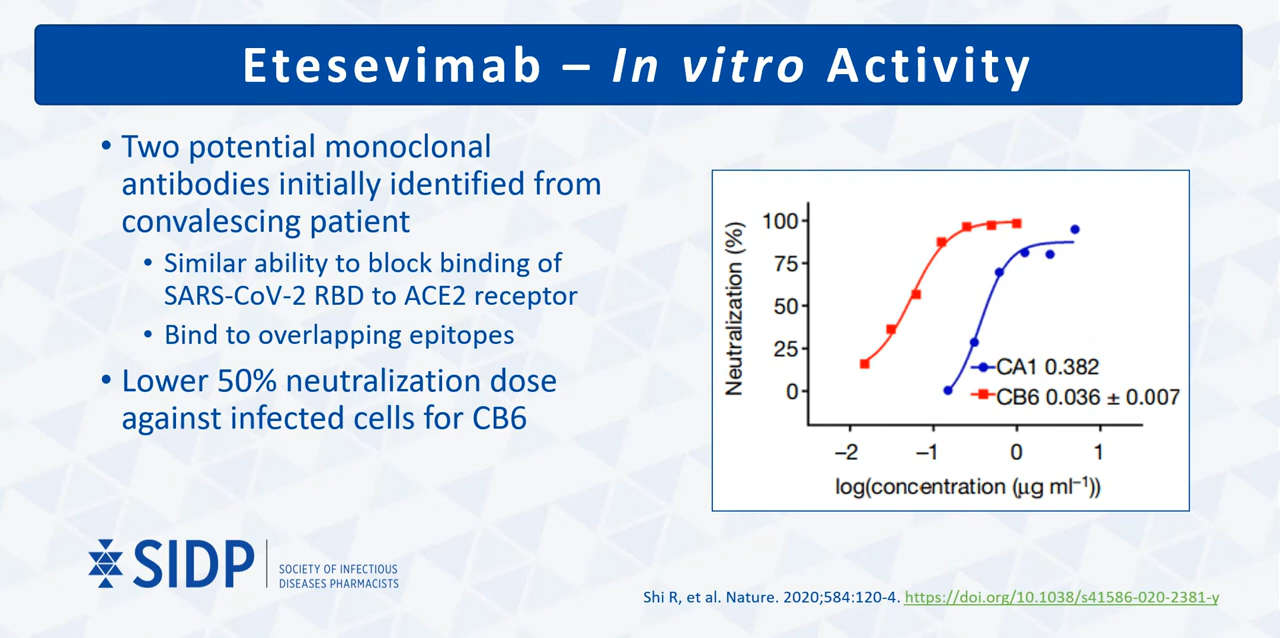 Etesevimab – In vitro Activity
• Two potential monoclonal
antibodies initially identified from
convalescing patient
• Similar ability to block binding of
SARS-CoV-2 RBD to ACE2 receptor
• Bind to overlapping epitopes
• Lower 50% neutralization dose
against infected cells for CB6
Neutralization (%)
100
75
50
25
0
CA1 0.382
CB6 0.036 ± 0.007
–2 –1 0 1
log(concentration (μg ml⁻¹))
SIDP
SOCIETY OF INFECTIOUS
DISEASES PHARMACISTS
Shi R, et al. Nature. 2020;584:120-4. https://doi.org/10.1038/s41586-020-2381-y